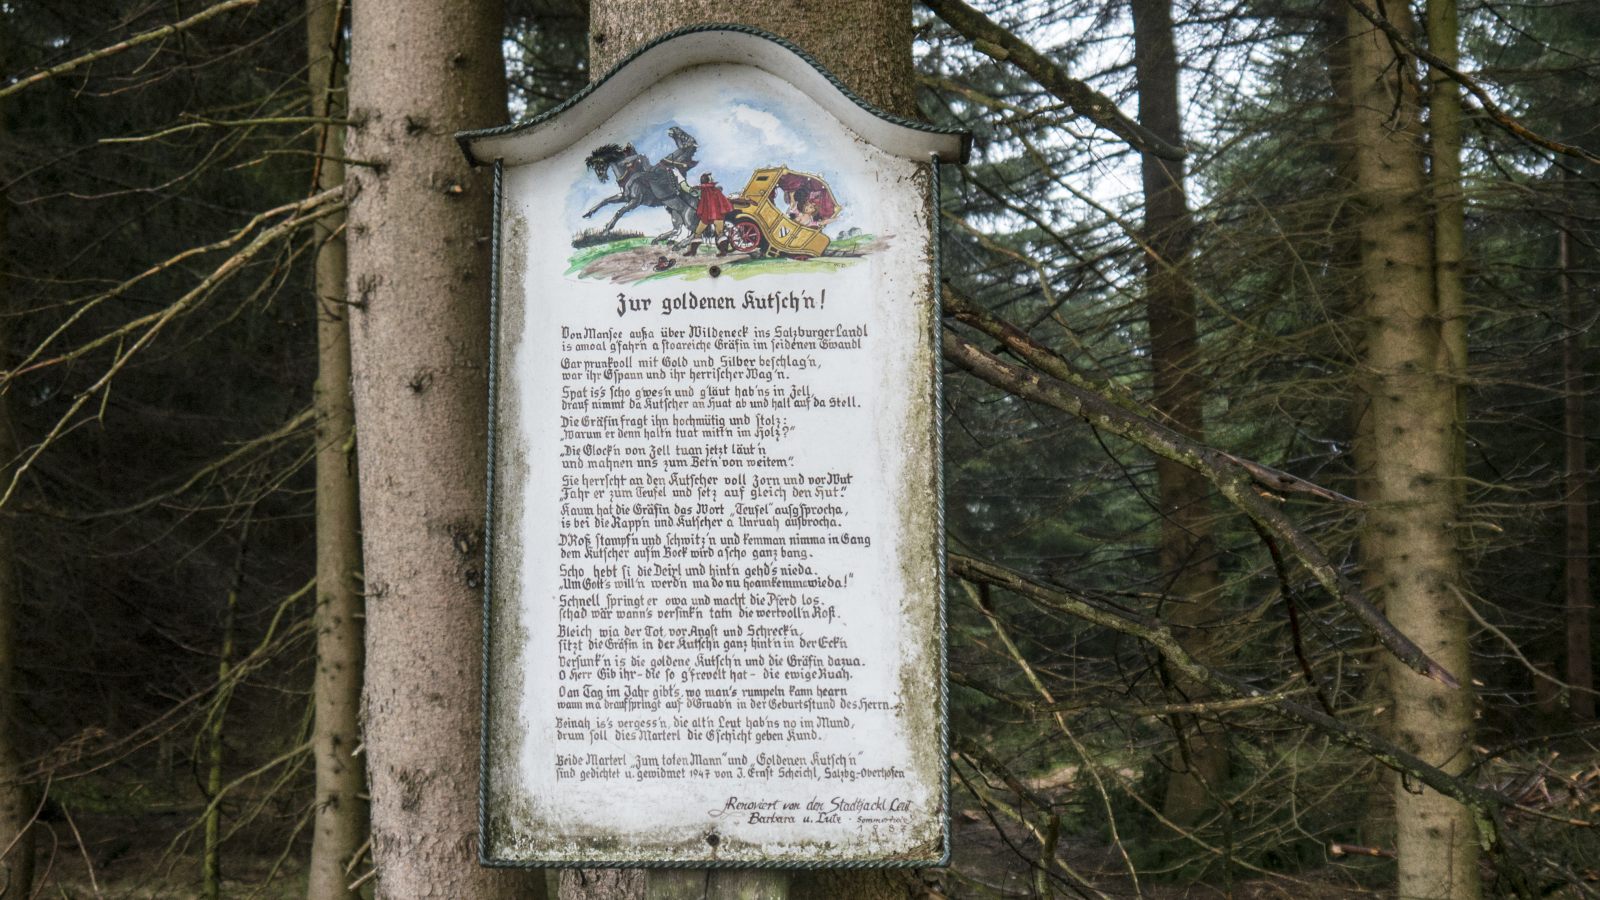 Zur goldenen Kutsch'n!
Von Mansee außa über Wildeneck ins Salzburger Landl
is amoal g'fahrn a stoareiche Gräfin im seidenen Gwandl
Gar prunkvoll mit Gold und Silber beschlag'n,
war ihr Gspann und ihr herrischer Wag'n.
Spat is's scho gwes'n und g'läut hab'ns in Zell,
drauf nimmt da Kutscher an Huat ab und halt auf da Stell.
Die Gräfin fragt ihn hochmütig und stolz:
„Warum er denn halt'n tuat mitt'n im Holz?"
„Die Glock'n von Zell tuan jetzt läut'n
und mahnen uns zum Bet'n von weitem".
Sie herrscht an den Kutscher voll Zorn und vor Wut
„Fahr er zum Teufel und setz auf gleich den Hut."
Kaum hat die Gräfin das Wort „Teufel" ausgsprocha,
is bei die Rapp'n und Kutscher a Unruah ausbrocha.
D'Roß stampf'n und schwitz'n und kemman nimma in Gang
dem Kutscher auf'm Bock wird a scho ganz bang.
Scho hebt si die Deixl und hint'n gehd's nieda.
„Um Gott's will'n werd'n ma do nu hoamkemma wieda!"
Schnell springt er owa und macht die Pferd los.
schad wär wann's versink'n tatn die wertvoll'n Roß.
Bleich wia der Tot, vor Angst und Schreck'n,
sitzt die Gräfin in der Kutsch'n ganz hint'n in der Eck'n
Versunk'n is die goldene Kutsch'n und die Gräfin dazua.
O Herr Gib ihr - die so g'frevelt hat - die ewige Ruah.
Oan Tag im Jahr gibt's, wo man's rumpeln kann hearn
wann ma draufspringt auf d'Gruab'n in der Geburtsstund des Herrn.
Beinah is's vergess'n, die alt'n Leut hab'ns no im Mund,
drum soll dies Marterl die Gschicht geben Kund.
Beide Marterl „Zum toten Mann" und „Goldenen Kutsch'n"
sind gedichtet u. gewidmet 1947 von J. Ernst Scheichl, Salzbg-Oberhofen
Renoviert von den Stadtjackl Leut
Barbara u. Lutz